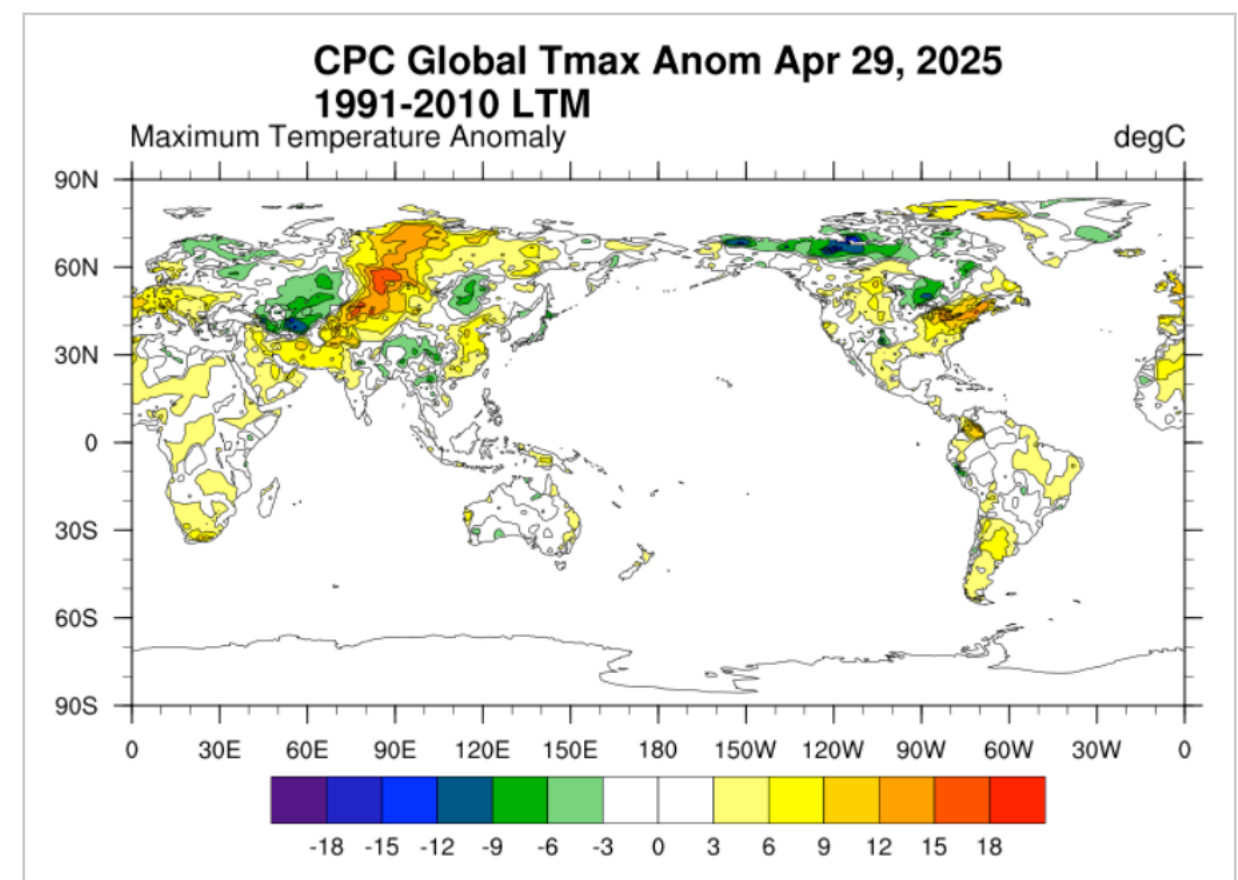 CPC Global Tmax Anom Apr 29, 2025
1991-2010 LTM
Maximum Temperature Anomaly degC
90N
60N
30N
0
30S
60S
90S
0 30E 60E 90E 120E 150E 180 150W 120W 90W 60W 30W 0
-18 -15 -12 -9 -6 -3 0 3 6 9 12 15 18